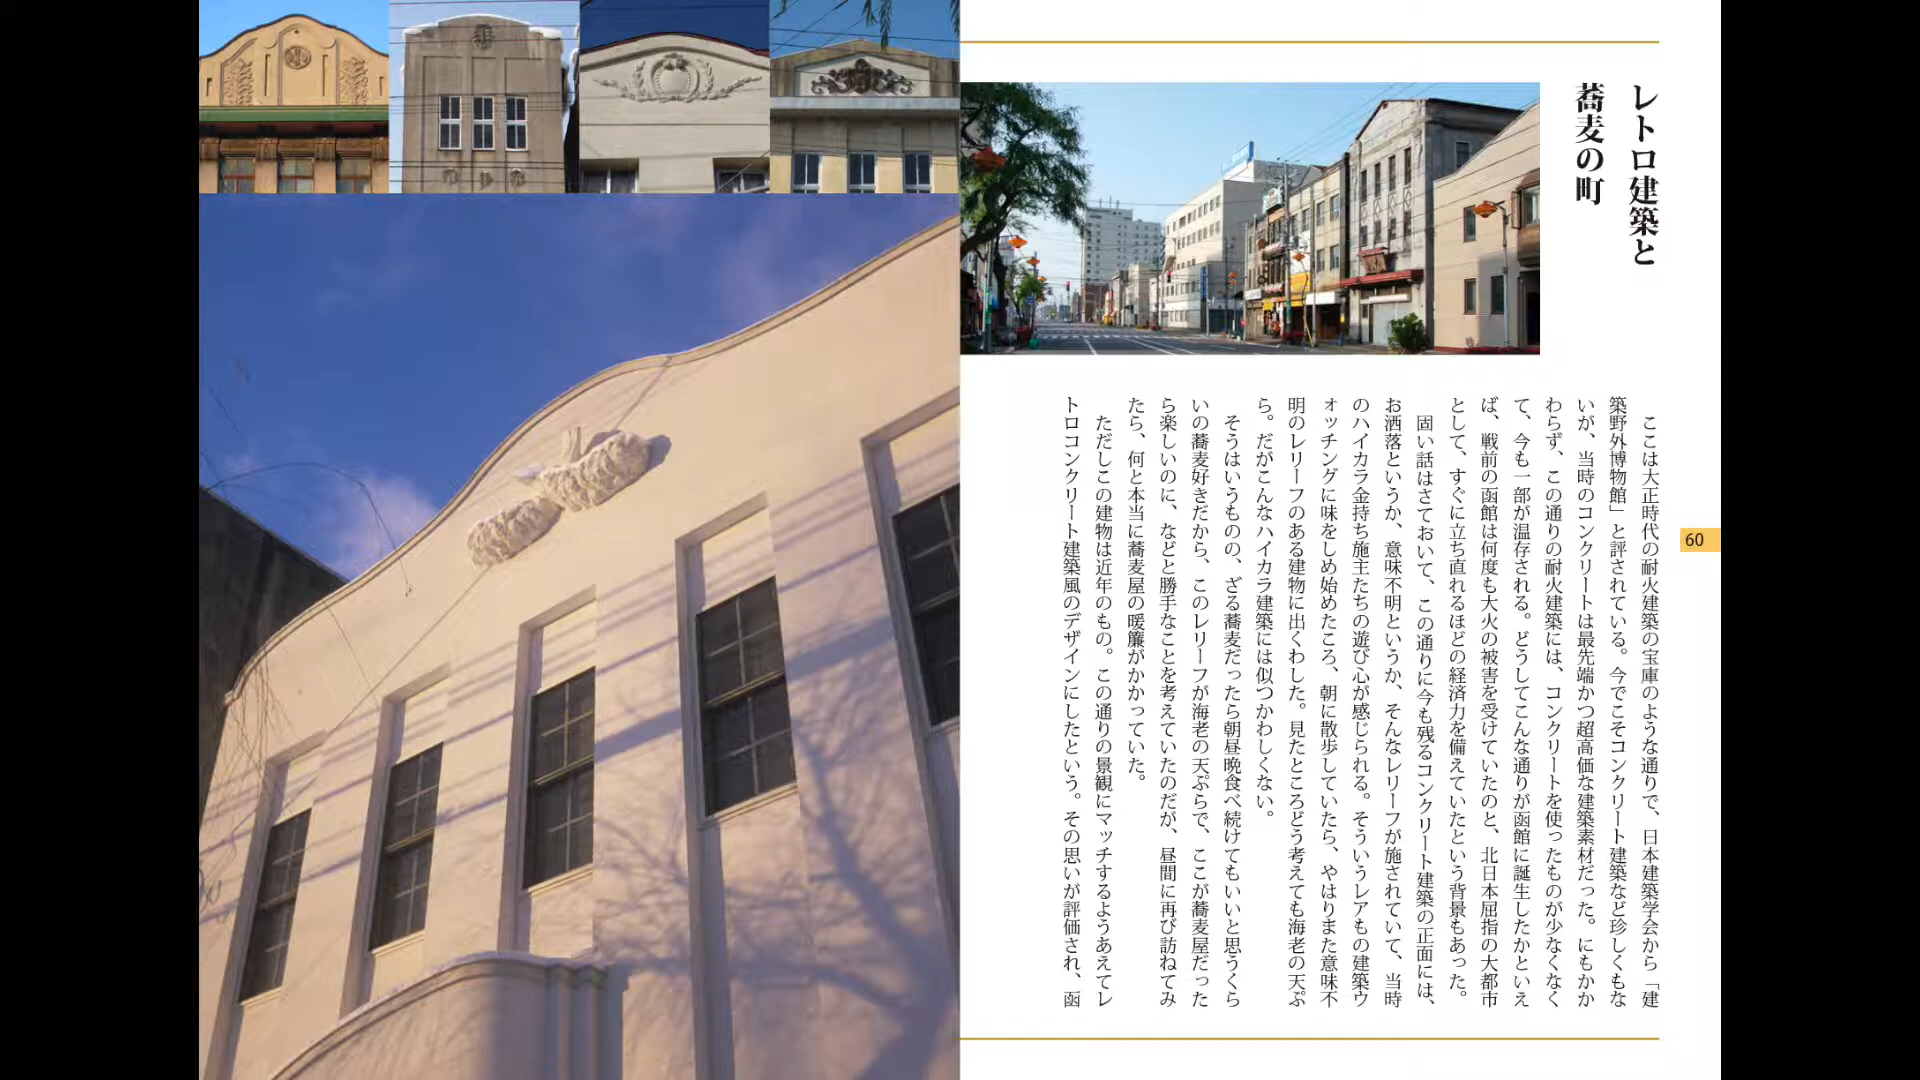 レトロ建築と
蕎麦の町
　ここは大正時代の耐火建築の宝庫のような通りで、日本建築学会から「建
築野外博物館」と評されている。今でこそコンクリート建築など珍しくもな
いが、当時のコンクリートは最先端かつ超高価な建築素材だった。にもかか
わらず、この通りの耐火建築には、コンクリートを使ったものが少なくなく
て、今も一部が温存される。どうしてこんな通りが函館に誕生したかといえ
ば、戦前の函館は何度も大火の被害を受けていたのと、北日本屈指の大都市
として、すぐに立ち直れるほどの経済力を備えていたという背景もあった。
　固い話はさておいて、この通りに今も残るコンクリート建築の正面には、
お洒落というか、意味不明というか、そんなレリーフが施されていて、当時
のハイカラ金持ち施主たちの遊び心が感じられる。そういうレアもの建築ウ
ォッチングに味をしめ始めたころ、朝に散歩していたら、やはりまた意味不
明のレリーフのある建物に出くわした。見たところどう考えても海老の天ぷ
ら。だがこんなハイカラ建築には似つかわしくない。
　そうはいうものの、ざる蕎麦だったら朝昼晩食べ続けてもいいと思うくら
いの蕎麦好きだから、このレリーフが海老の天ぷらで、ここが蕎麦屋だった
ら楽しいのに、などと勝手なことを考えていたのだが、昼間に再び訪ねてみ
たら、何と本当に蕎麦屋の暖簾がかかっていた。
　ただしこの建物は近年のもの。この通りの景観にマッチするようあえてレ
トロコンクリート建築風のデザインにしたという。その思いが評価され、函
60